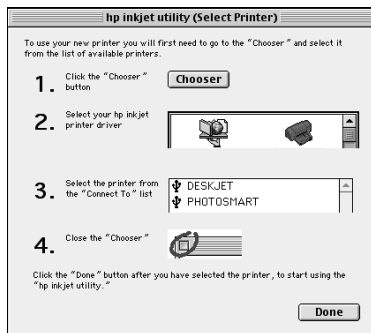 hp inkjet utility (Select Printer)
To use your new printer you will first need to go to the "Chooser" and select it
from the list of available printers.
1. Click the "Chooser"
button
Chooser
2. Select your hp inkjet
printer driver
3. Select the printer from
the "Connect To" list
DESKJET
PHOTOSMART
4. Close the "Chooser"
Click the "Done" button after you have selected the printer, to start using the
"hp inkjet utility."
Done